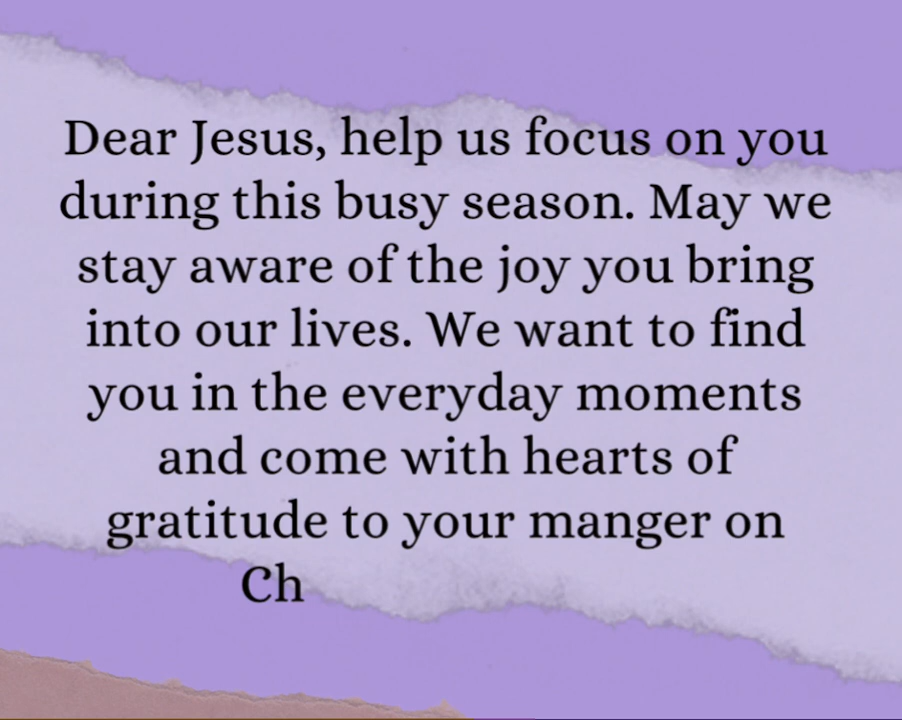 Dear Jesus, help us focus on you
during this busy season. May we
stay aware of the joy you bring
into our lives. We want to find
you in the everyday moments
and come with hearts of
gratitude to your manger on
Ch